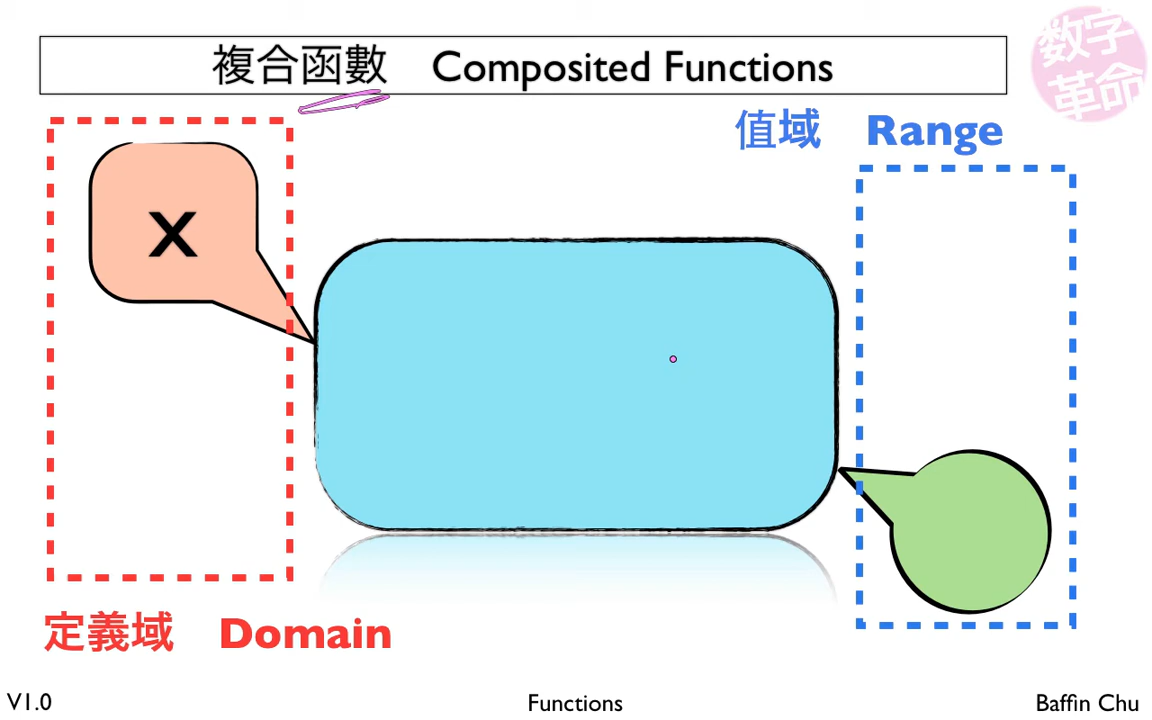 複合函數 Composited Functions
数字
革命
值域 Range
x
定義域 Domain
V1.0 Functions Baffin Chu